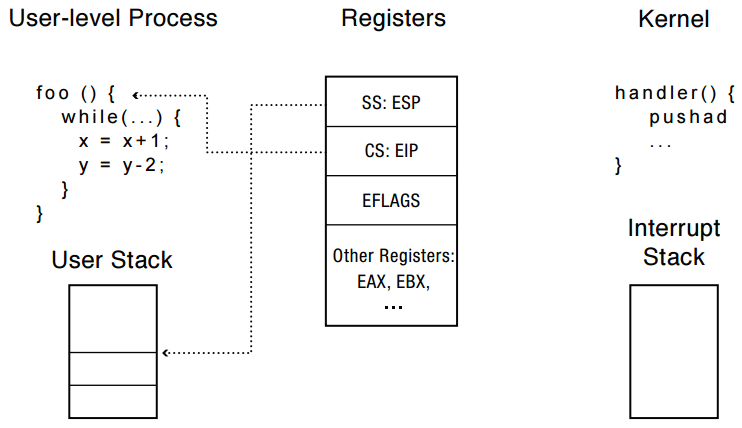 User-level Process
Registers
Kernel
foo () {
while(...) {
x = x+1;
y = y-2;
}
}
User Stack
SS: ESP
CS: EIP
EFLAGS
Other Registers:
EAX, EBX,
...
handler() {
pushad
...
}
Interrupt
Stack